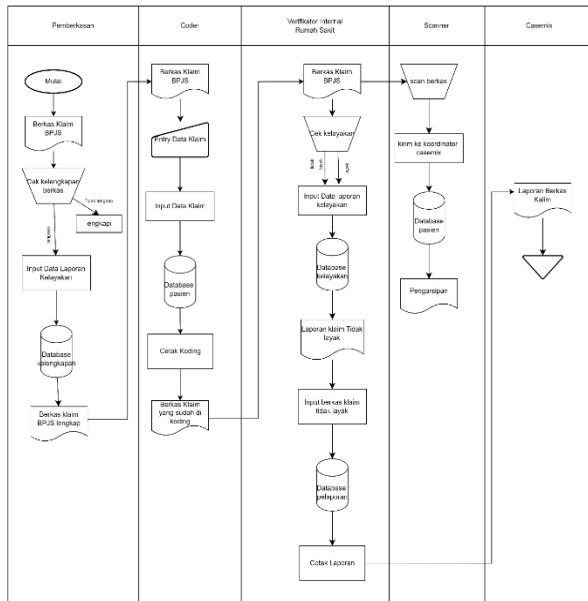 Pemberkasan
Coder
Veriffikator Internal
Rumah Sakit
Scanner
Casemix
Mulai
Berkas Klaim
BPJS
Cek kelengkapan
berkas
Tidak lengkap
lengkapi
lengkap
Input Data Laporan
Kelayakan
Database
kelengkapan
Berkas klaim
BPJS lengkap
Berkas Klaim
BPJS
Entry Data Klaim
Input Data Klaim
Database
pasien
Cetak Koding
Berkas Klaim
yang sudah di
koding
Berkas Klaim
BPJS
Cek kelayakan
tidak
layak
layak
Input Data laporan
kelayakan
Database
kelayakan
Laporan klaim Tidak
layak
Input berkas klaim
tidak layak
Database
pelaporan
Cetak Laporan
scan berkas
kirim ke koordinator
casemix
Database
pasien
Pengarsipan
Laporan Berkas
Kalim